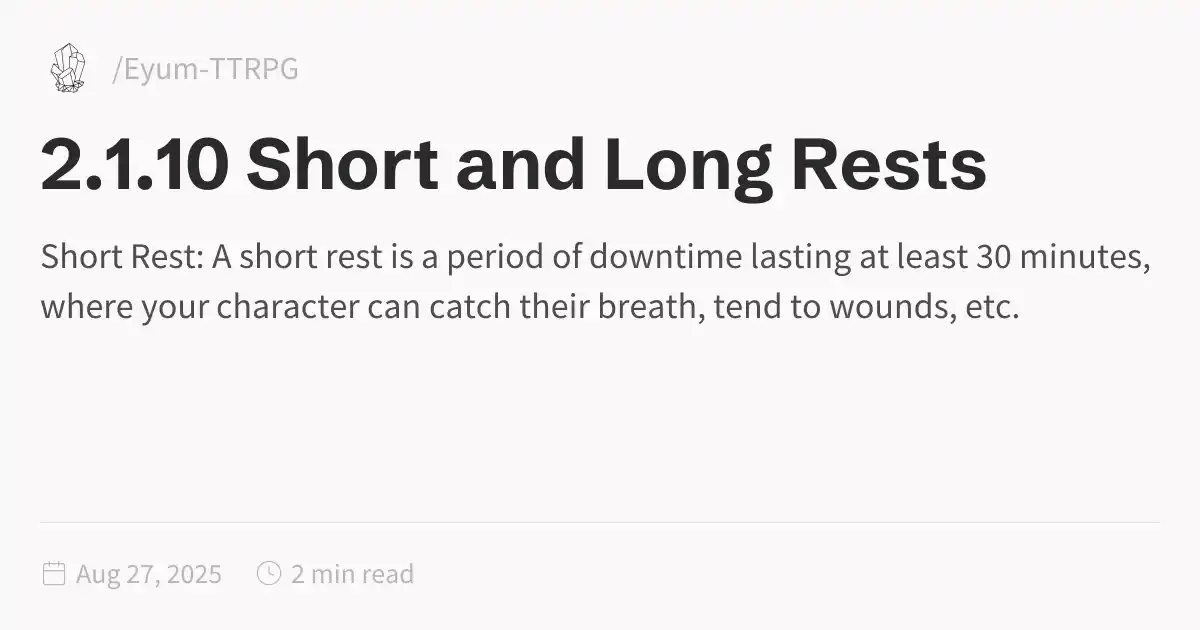 /Eyum-TTRPG
2.1.10 Short and Long Rests
Short Rest: A short rest is a period of downtime lasting at least 30 minutes,
where your character can catch their breath, tend to wounds, etc.
Aug 27, 2025 2 min read